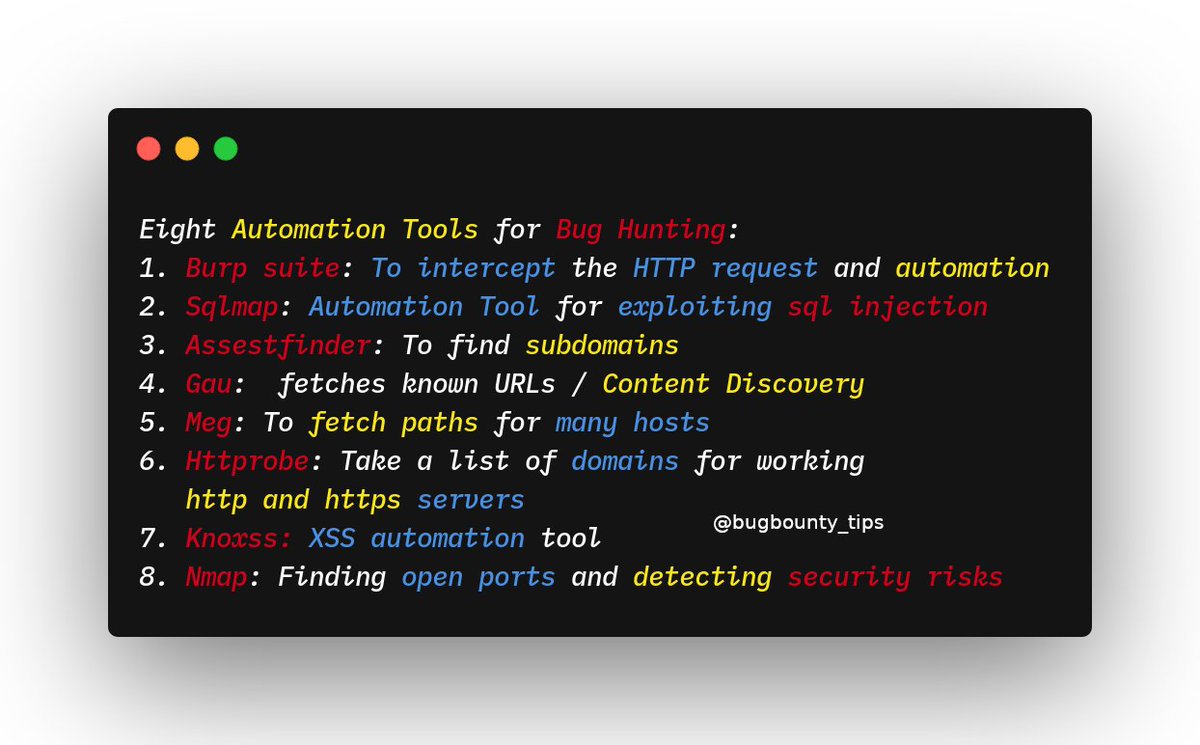 Eight Automation Tools for Bug Hunting:
1. Burp suite: To intercept the HTTP request and automation
2. Sqlmap: Automation Tool for exploiting sql injection
3. Assestfinder: To find subdomains
4. Gau:  fetches known URLs / Content Discovery
5. Meg: To fetch paths for many hosts
6. Httprobe: Take a list of domains for working
http and https servers
@bugbounty_tips
7. Knoxss: XSS automation tool
8. Nmap: Finding open ports and detecting security risks